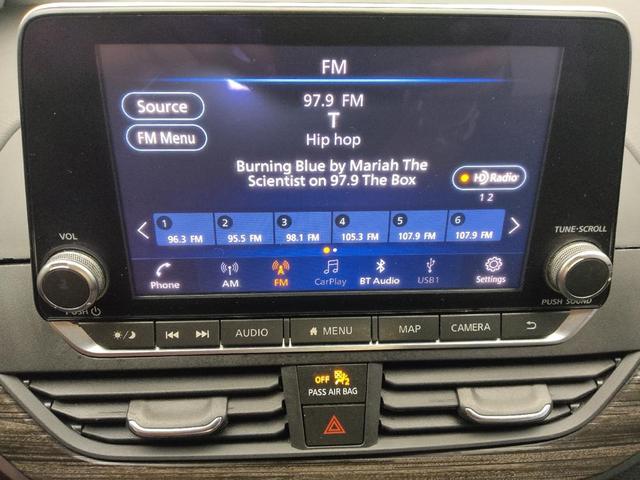 FM
Source
97.9 FM
T
FM Menu
Hip hop
Burning Blue by Mariah The
Scientist on 97.9 The Box
HD Radio
1 2
1 2 3 4 5 6
96.3 FM 95.5 FM 98.1 FM 105.3 FM 107.9 FM 107.9 FM
VOL
TUNE·SCROLL
Phone AM FM CarPlay BT Audio USB1 Settings
PUSH
PUSH SOUND
AUDIO MENU MAP CAMERA
OFF 2
PASS AIR BAG